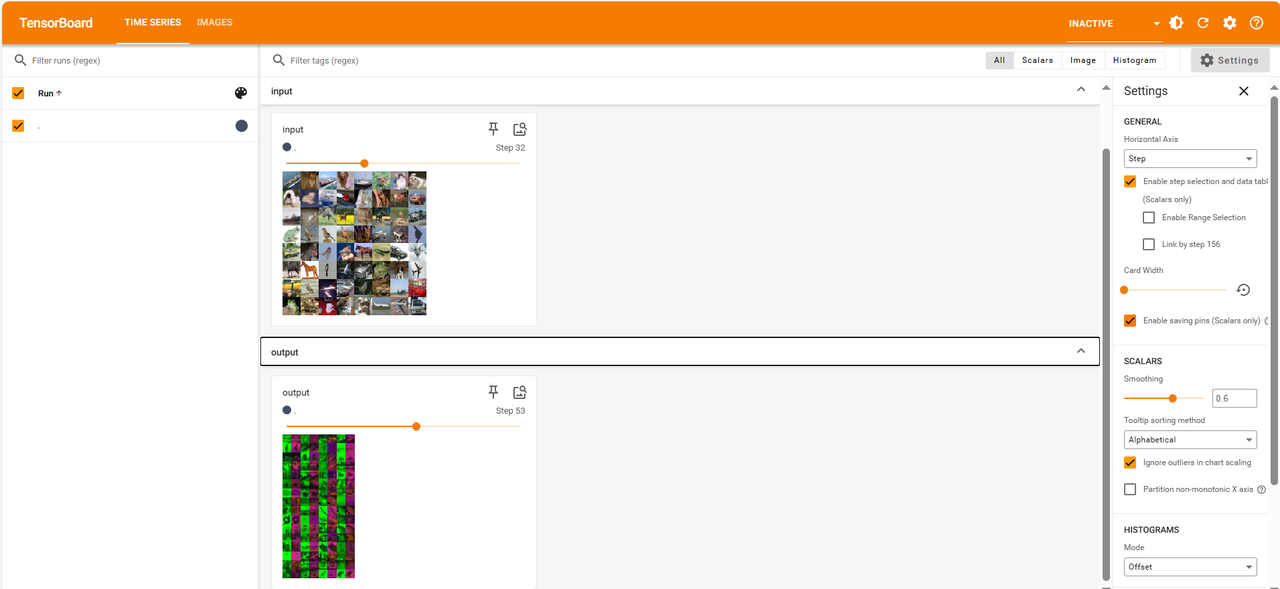 TensorBoard TIME SERIES IMAGES INACTIVE
Filter runs (regex)
Run
.
Filter tags (regex)
All Scalars Image Histogram
Settings
input
input
.
Step 32
output
output
.
Step 53
Settings
GENERAL
Horizontal Axis
Step
Enable step selection and data tabl
(Scalars only)
Enable Range Selection
Link by step 156
Card Width
Enable saving pins (Scalars only)
SCALARS
Smoothing
0.6
Tooltip sorting method
Alphabetical
Ignore outliers in chart scaling
Partition non-monotonic X axis
HISTOGRAMS
Mode
Offset